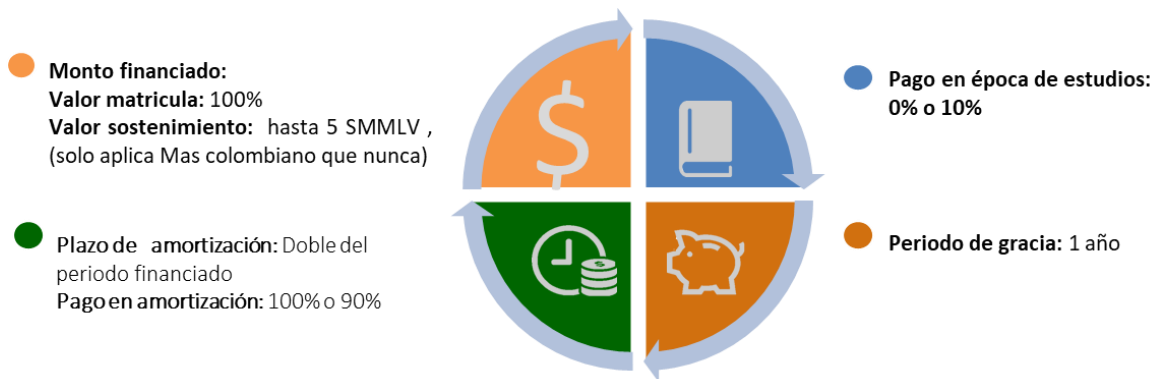 Monto financiado:
Valor matricula: 100%
Valor sostenimiento: hasta 5 SMMLV ,
(solo aplica Mas colombiano que nunca)
Pago en época de estudios:
0% o 10%
Plazo de amortización: Doble del
periodo financiado
Pago en amortización: 100% o 90%
Periodo de gracia: 1 año
$
$